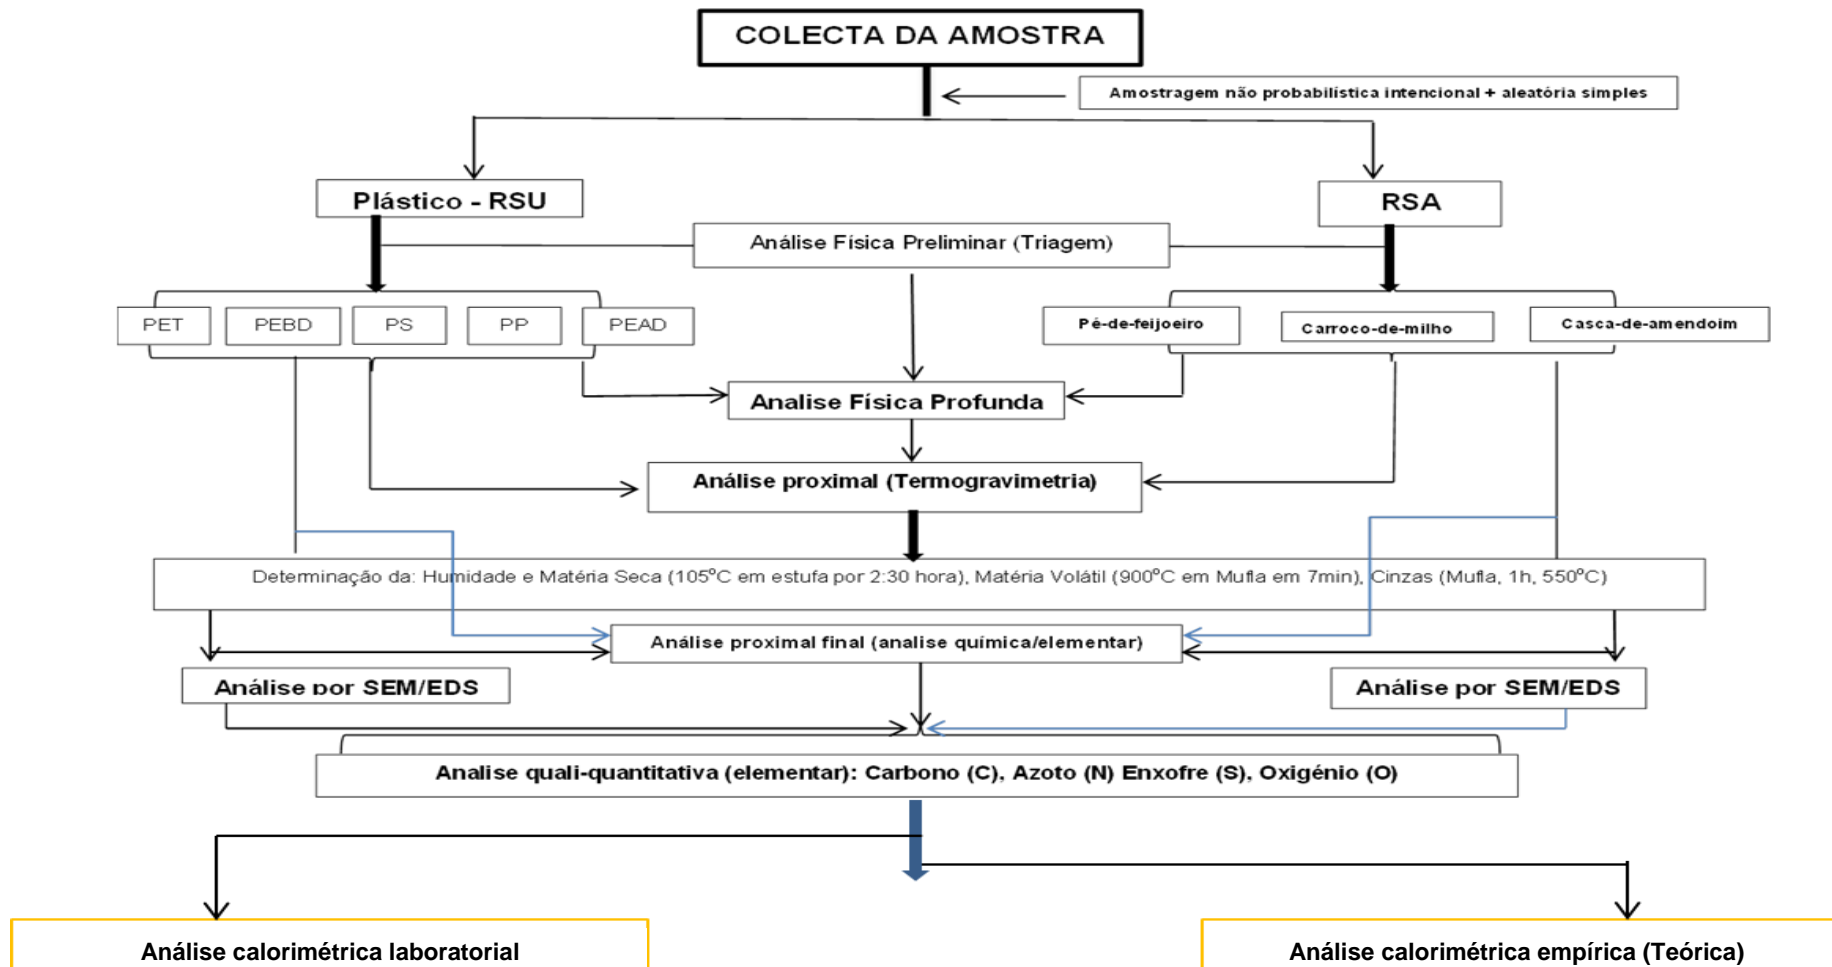 COLECTA DA AMOSTRA
Amostragem não probabilística intencional + aleatória simples
Plástico - RSU
RSA
Análise Física Preliminar (Triagem)
PET
PEBD
PS
PP
PEAD
Pé-de-feijoeiro
Carroco-de-milho
Casca-de-amendoim
Analise Física Profunda
Análise proximal (Termogravimetria)
Determinação da: Humidade e Matéria Seca (105ºC em estufa por 2:30 hora), Matéria Volátil (900ºC em Mufla em 7min), Cinzas (Mufla, 1h, 550ºC)
Análise proximal final (analise química/elementar)
Análise por SEM/EDS
Análise por SEM/EDS
Analise quali-quantitativa (elementar): Carbono (C), Azoto (N) Enxofre (S), Oxigénio (O)
Análise calorimétrica laboratorial
Análise calorimétrica empírica (Teórica)